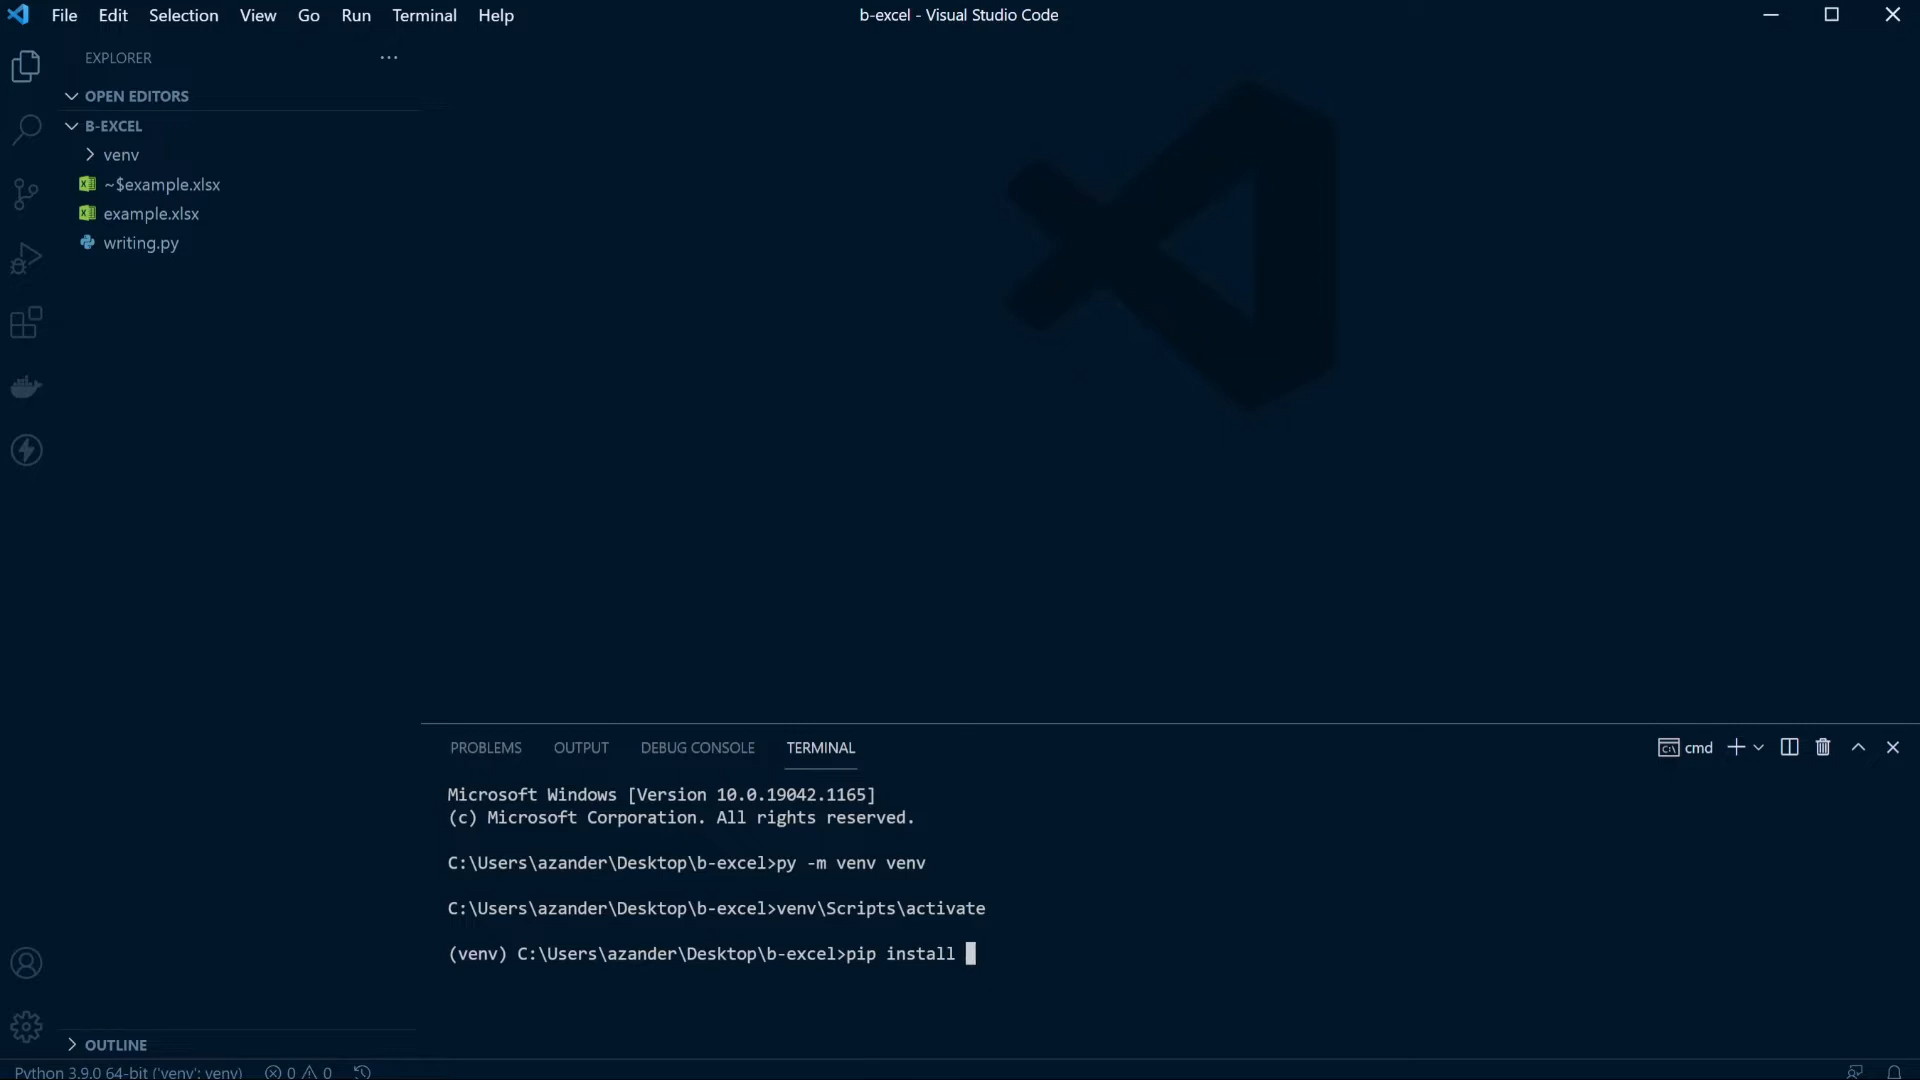 File Edit Selection View Go Run Terminal Help
b-excel - Visual Studio Code
EXPLORER
OPEN EDITORS
B-EXCEL
venv
~$example.xlsx
example.xlsx
writing.py
PROBLEMS OUTPUT DEBUG CONSOLE TERMINAL
cmd
Microsoft Windows [Version 10.0.19042.1165]
(c) Microsoft Corporation. All rights reserved.
C:\Users\azander\Desktop\b-excel>py -m venv venv
C:\Users\azander\Desktop\b-excel>venv\Scripts\activate
(venv) C:\Users\azander\Desktop\b-excel>pip install
OUTLINE
Python 3.9.0 64-bit ('venv': venv) 0 0